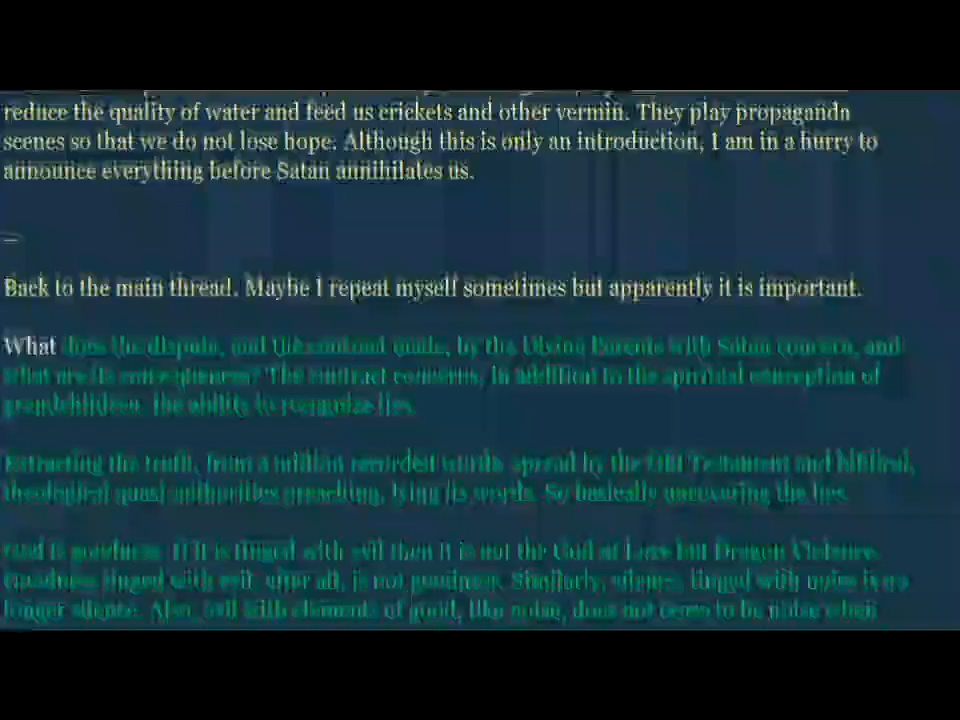 reduce the quality of water and feed us crickets and other vermin. They play propagandn
scenes so that we do not lose hope. Although this is only an introduction, I am in a hurry to
announce everything before Satan annihilates us.
–
Back to the main thread. Maybe I repeat myself sometimes but apparently it is important.
What does the dispute, and the made, by the Divine Parents with Satan concern, and
what are its consequences? The contract concerns, in addition to the spiritual conception of
grandchildren, the ability to recognize lies.
Extracting the truth, from a million recorded words spread by the Old Testament and biblical,
theological quasi authorities preaching, lying its words. So basically uncovering the lies.
God is goodness. If it is tinged with evil then it is not the God of Love but Dragon Violence.
Goodness tinged with evil, after all, is not goodness. Similarly, silence, tinged with noise is no
longer silence. Also, evil with elements of good, like noise, does not cease to be noise when